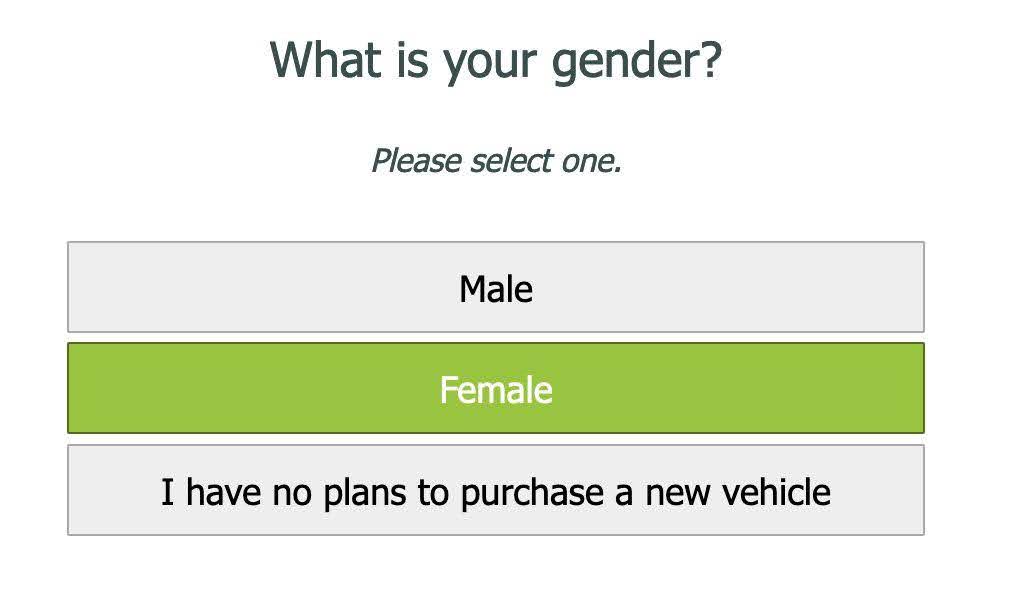 What is your gender?
Please select one.
Male
Female
I have no plans to purchase a new vehicle